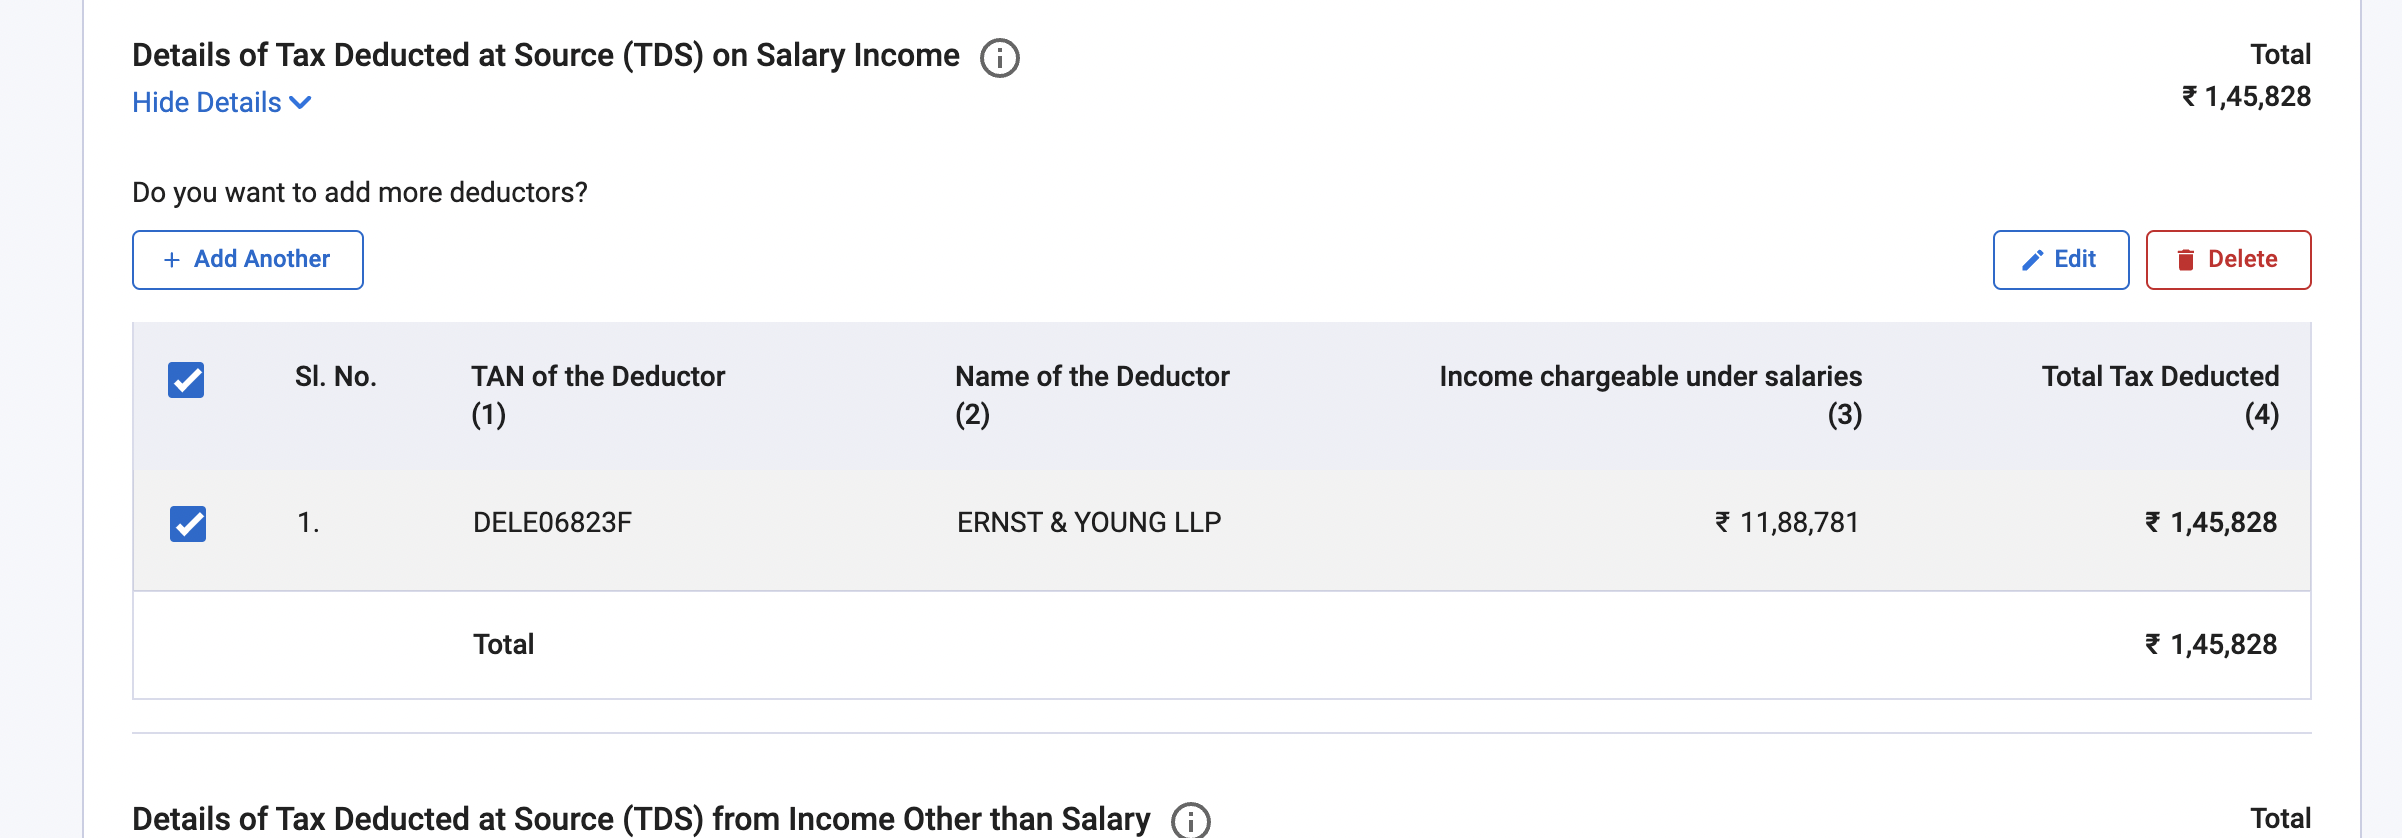 Details of Tax Deducted at Source (TDS) on Salary Income
Total
Hide Details
₹ 1,45,828
Do you want to add more deductors?
+ Add Another
Edit
Delete
Sl. No.
TAN of the Deductor
(1)
Name of the Deductor
(2)
Income chargeable under salaries
(3)
Total Tax Deducted
(4)
1.
DELE06823F
ERNST & YOUNG LLP
₹ 11,88,781
₹ 1,45,828
Total
₹ 1,45,828
Details of Tax Deducted at Source (TDS) from Income Other than Salary
Total